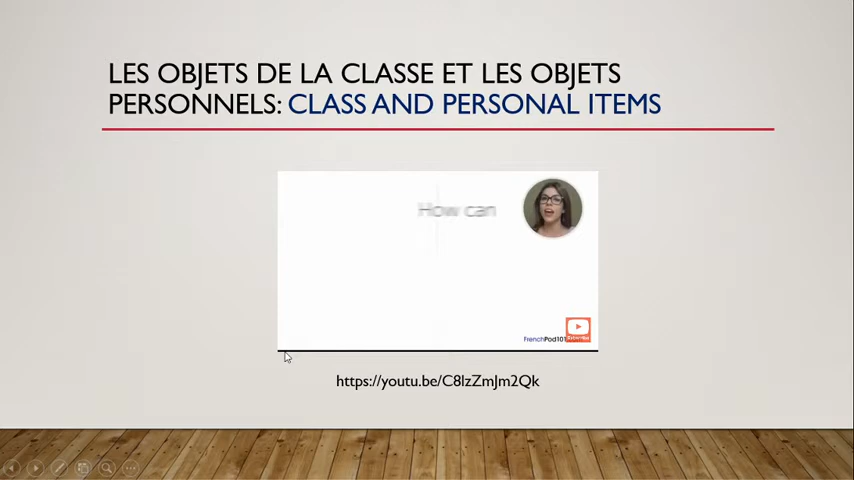 LES OBJETS DE LA CLASSE ET LES OBJETS
PERSONNELS: CLASS AND PERSONAL ITEMS
How can
FrenchPod101
Subscribe
https://youtu.be/C8lzZmJm2Qk